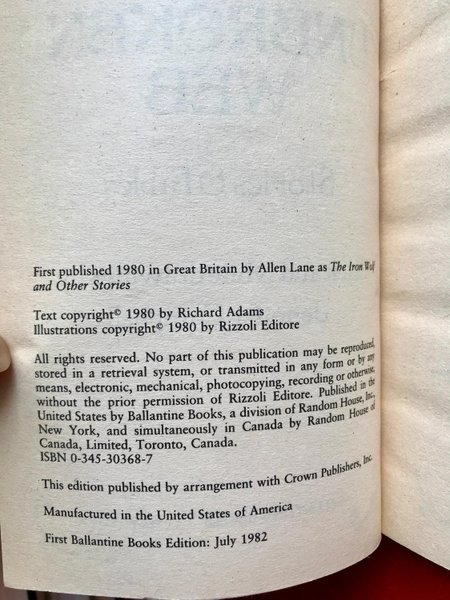 First published 1980 in Great Britain by Allen Lane as The Iron Wolf
and Other Stories
Text copyright© 1980 by Richard Adams
Illustrations copyright© 1980 by Rizzoli Editore
All rights reserved. No part of this publication may be reproduced,
stored in a retrieval system, or transmitted in any form or by any
means, electronic, mechanical, photocopying, recording or otherwise,
without the prior permission of Rizzoli Editore. Published in the
United States by Ballantine Books, a division of Random House, Inc.,
New York, and simultaneously in Canada by Random House of
Canada, Limited, Toronto, Canada.
ISBN 0-345-30368-7
This edition published by arrangement with Crown Publishers, Inc.
Manufactured in the United States of America
First Ballantine Books Edition: July 1982